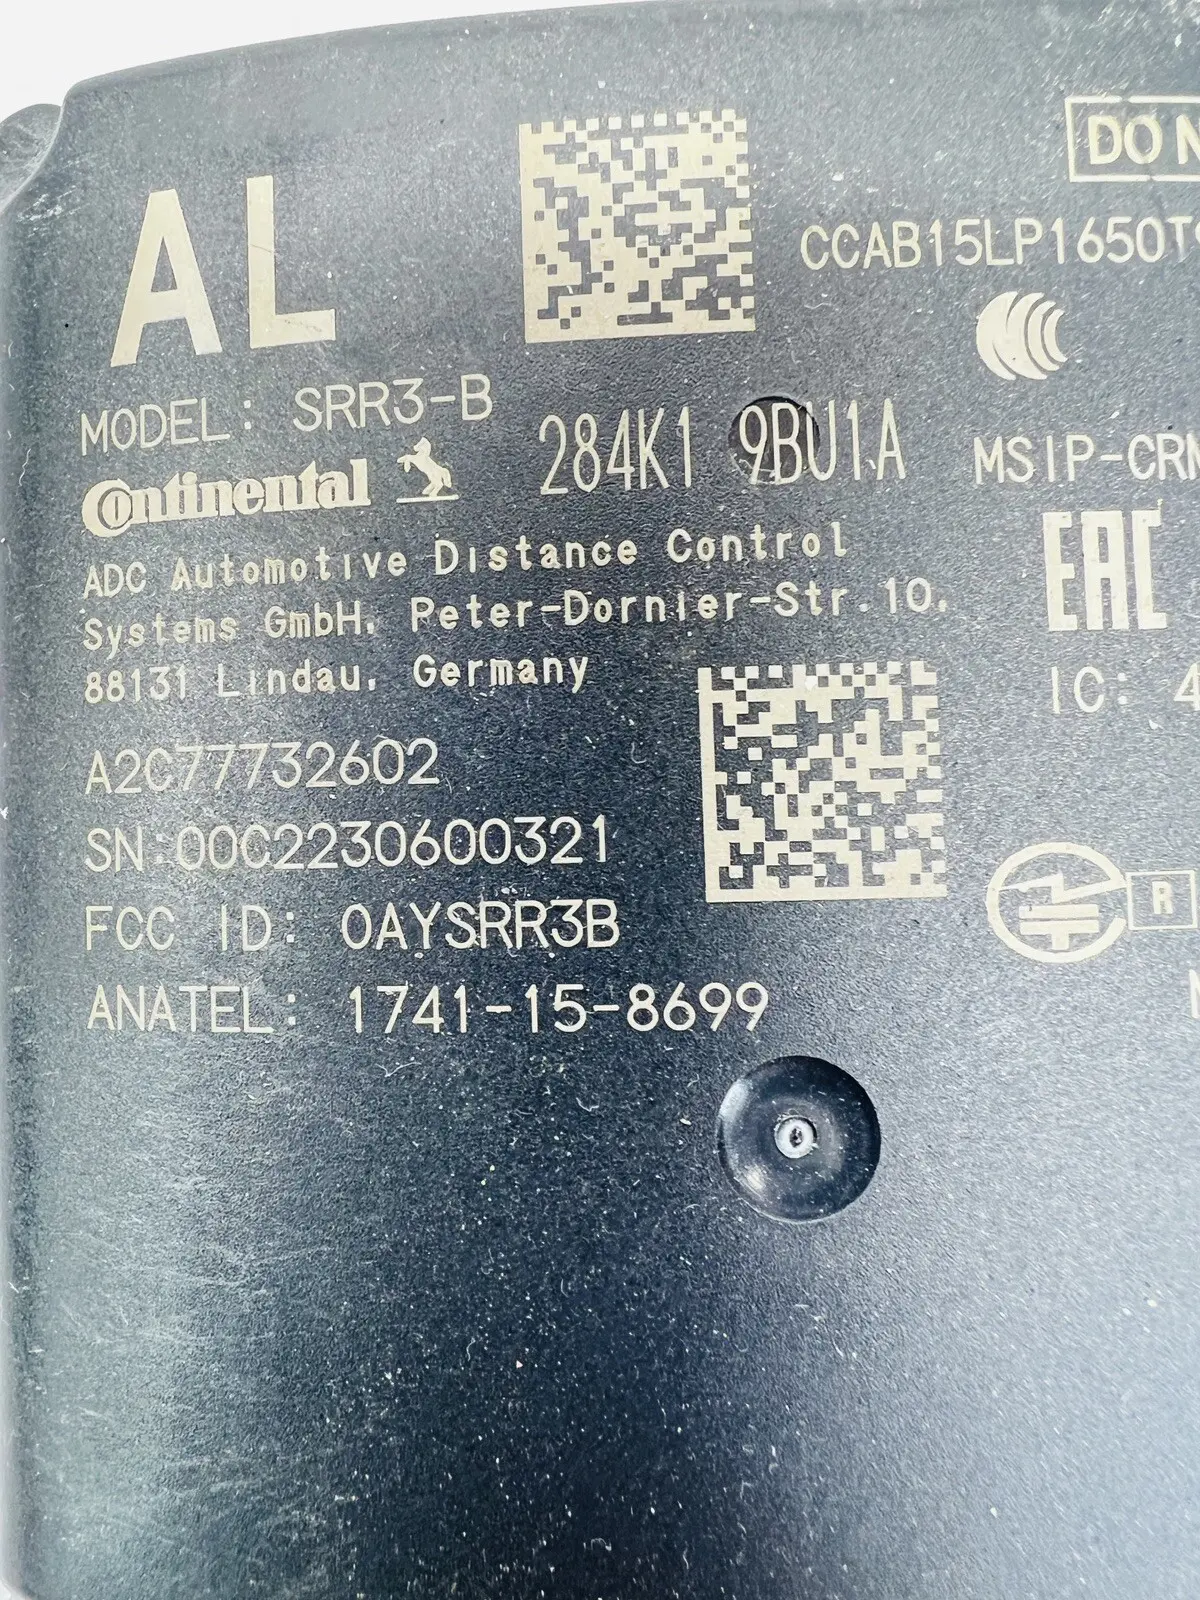 AL
DO N
CCAB15LP1650T
MODEL: SRR3-B
Continental
284K1 9BU1A
MSIP-CRM
ADC Automotive Distance Control
Systems GmbH, Peter-Dornier-Str.10,
88131 Lindau, Germany
EAC
IC: 4
A2C77732602
SN:00C2230600321
FCC ID: OAYSRR3B
R
ANATEL: 1741-15-8699